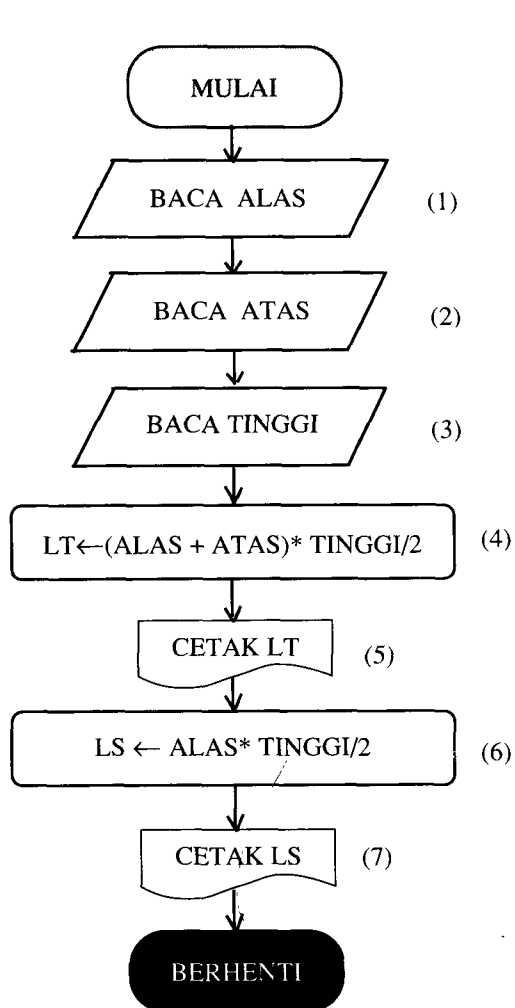 MULAI
BACA ALAS (1)
BACA ATAS (2)
BACA TINGGI (3)
LT←(ALAS + ATAS)* TINGGI/2 (4)
CETAK LT (5)
LS ← ALAS* TINGGI/2 (6)
CETAK LS (7)
BERHENTI